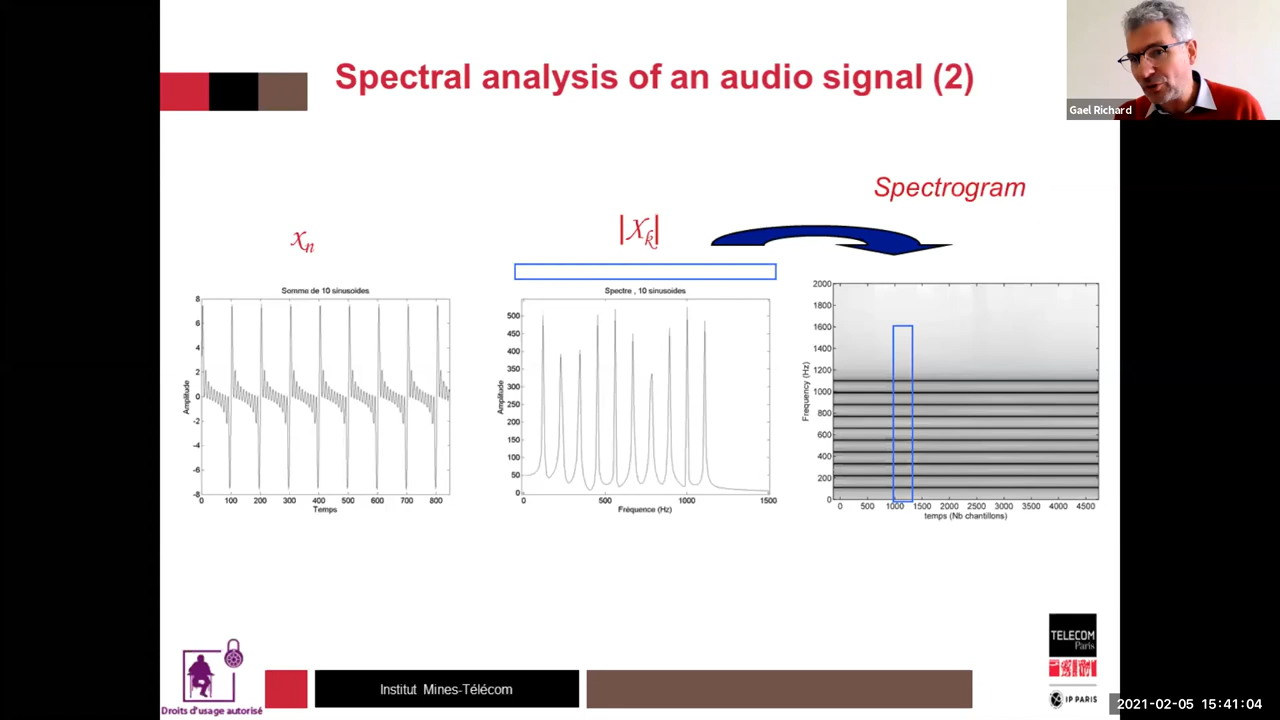 Spectral analysis of an audio signal (2)
Gael Richard
Spectrogram
xn
|Xk|
Somme de 10 sinusoides
8
6
4
2
0
-2
-4
-6
-8
Amplitude
0 100 200 300 400 500 600 700 800
Temps
Spectre , 10 sinusoides
500
450
400
350
300
250
200
150
100
50
0
Amplitude
0 500 1000 1500
Fréquence (Hz)
2000
1800
1600
1400
1200
1000
800
600
400
200
0
Frequency (Hz)
0 500 1000 1500 2000 2500 3000 3500 4000 4500
temps (Nb chantillons)
Droits d'usage autorisé
Institut Mines-Télécom
TELECOM
Paris
IP PARIS
2021-02-05 15:41:04